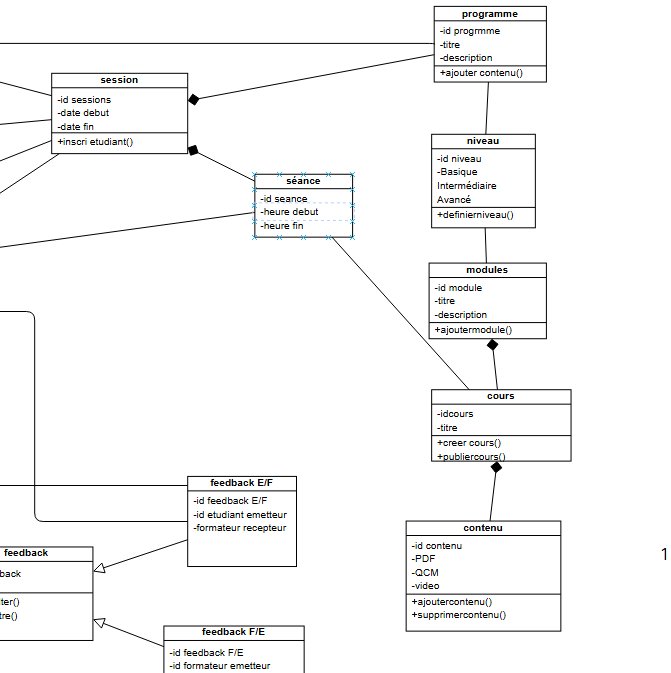 programme
-id progrmme
-titre
-description
+ajouter contenu()
session
-id sessions
-date debut
-date fin
+inscri etudiant()
niveau
-id niveau
-Basique
Intermédiaire
Avancé
+definierniveau()
séance
-id seance
-heure debut
-heure fin
modules
-id module
-titre
-description
+ajoutermodule()
cours
-idcours
-titre
+creer cours()
+publiercours()
feedback E/F
-id feedback E/F
-id etudiant emetteur
-formateur recepteur
contenu
-id contenu
-PDF
-QCM
-video
+ajoutercontenu()
+supprimercontenu()
1
feedback
back
ter()
tre()
feedback F/E
-id feedback F/E
-id formateur emetteur